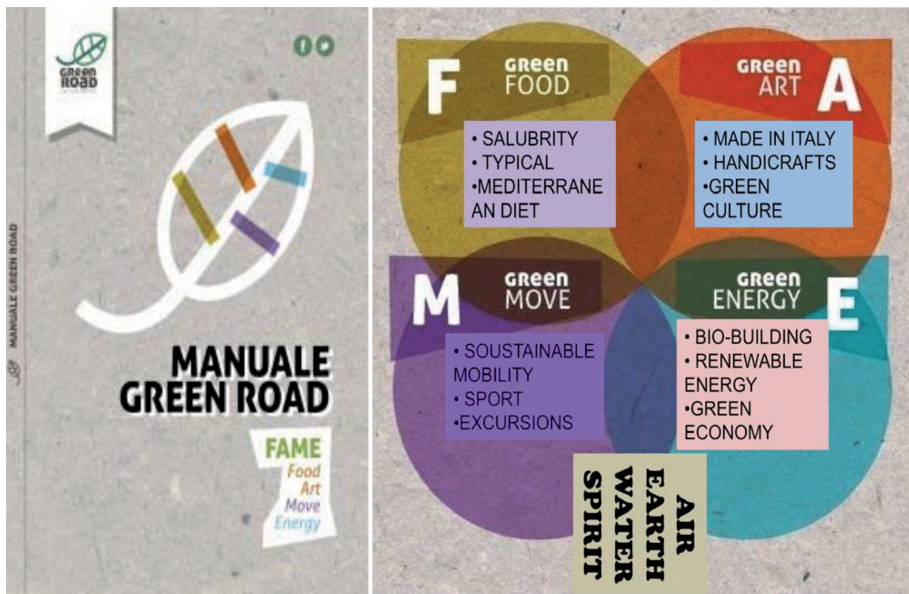 GREEN
ROAD
MANUALE GREEN ROAD
MANUALE
GREEN ROAD
FAME
Food
Art
Move
Energy
F
GREEN
FOOD
• SALUBRITY
• TYPICAL
•MEDITERRANE
AN DIET
GREEN
ART
A
• MADE IN ITALY
• HANDICRAFTS
•GREEN
CULTURE
M
GREEN
MOVE
• SOUSTAINABLE
MOBILITY
• SPORT
•EXCURSIONS
GREEN
ENERGY
E
• BIO-BUILDING
• RENEWABLE
ENERGY
•GREEN
ECONOMY
AIR
EARTH
WATER
SPIRIT